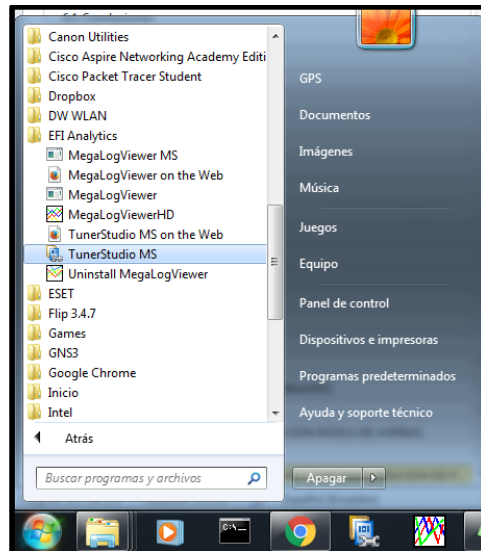 Canon Utilities
Cisco Aspire Networking Academy Editi
Cisco Packet Tracer Student
Dropbox
DW WLAN
EFI Analytics
MegaLogViewer MS
MegaLogViewer on the Web
MegaLogViewer
MegaLogViewerHD
TunerStudio MS on the Web
TunerStudio MS
Uninstall MegaLogViewer
ESET
Flip 3.4.7
Games
GNS3
Google Chrome
Inicio
Intel
Atrás
Buscar programas y archivos
GPS
Documentos
Imágenes
Música
Juegos
Equipo
Panel de control
Dispositivos e impresoras
Programas predeterminados
Ayuda y soporte técnico
Apagar